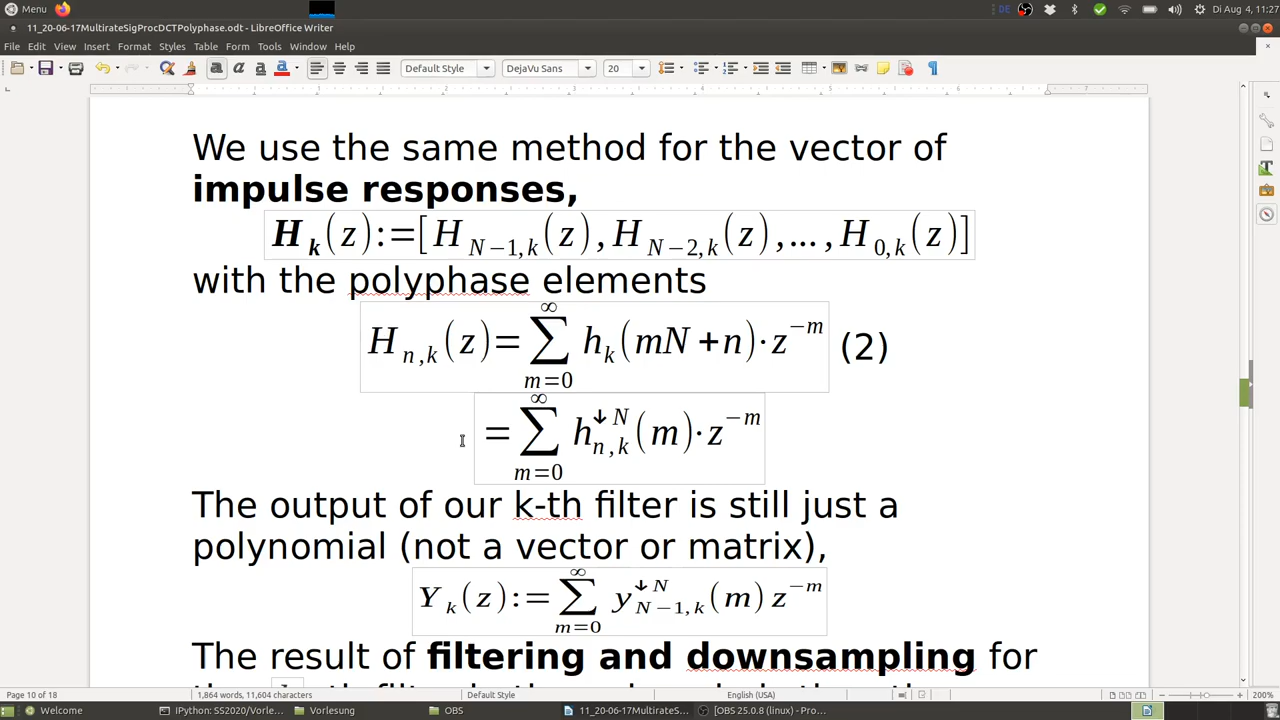 Menu DE Di Aug 4, 11:27
11_20-06-17MultirateSigProcDCTPolyphase.odt - LibreOffice Writer
File Edit View Insert Format Styles Table Form Tools Window Help
Default Style DejaVu Sans 20
We use the same method for the vector of
impulse responses,
H_k(z):=[H_{N−1,k}(z),H_{N−2,k}(z),...,H_{0,k}(z)]
with the polyphase elements
H_{n,k}(z)=∑_{m=0}^{∞} h_k(mN+n)·z^{−m} (2)
=∑_{m=0}^{∞} h_{n,k}^{↓N}(m)·z^{−m}
The output of our k-th filter is still just a
polynomial (not a vector or matrix),
Y_k(z):=∑_{m=0}^{∞} y_{N−1,k}^{↓N}(m) z^{−m}
The result of filtering and downsampling for
Page 10 of 18 1,864 words, 11,604 characters Default Style English (USA) 200%
Welcome IPython: SS2020/Vorle... Vorlesung OBS 11_20-06-17MultirateS... [OBS 25.0.8 (linux) - Pro...